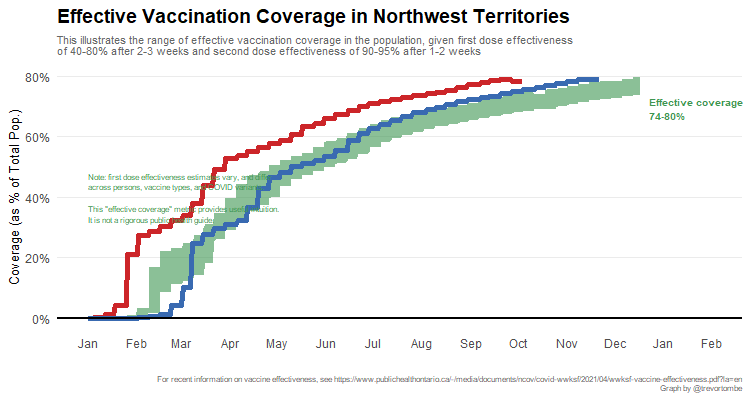 Effective Vaccination Coverage in Northwest Territories
This illustrates the range of effective vaccination coverage in the population, given first dose effectiveness
of 40-80% after 2-3 weeks and second dose effectiveness of 90-95% after 1-2 weeks
80%
Effective coverage
74-80%
60%
Note: first dose effectiveness estimates vary, and
across persons, vaccine types, and COVID variants
40%
This "effective coverage" metric provides useful intuition.
It is not a rigorous public health guide.
20%
0%
Coverage (as % of Total Pop.)
Jan Feb Mar Apr May Jun Jul Aug Sep Oct Nov Dec Jan Feb
For recent information on vaccine effectiveness, see https://www.publichealthontario.ca/-/media/documents/ncov/covid-wwksf/2021/04/wwksf-vaccine-effectiveness.pdf?la=en
Graph by @trevortombe